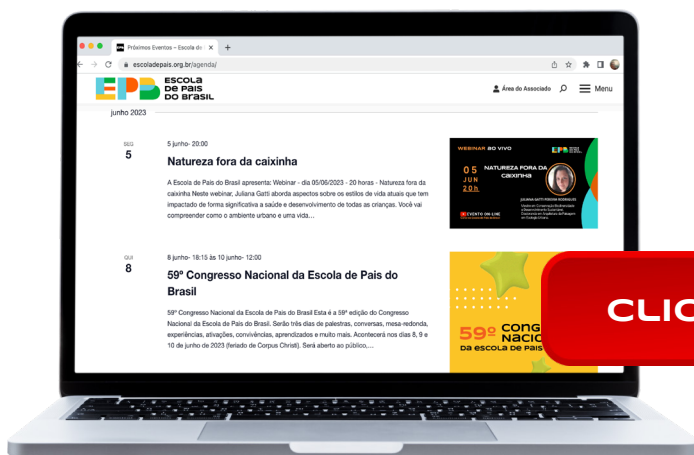 Próximos Eventos – Escola de
escoladepais.org.br/agenda/
EPB
ESCOLA
DE PAIS
DO BRASIL
Área do Associado
Menu
junho 2023
SEG
5
5 junho- 20:00
Natureza fora da caixinha
A Escola de Pais do Brasil apresenta: Webinar - dia 05/06/2023 - 20 horas - Natureza fora da
caixinha Neste webinar, Juliana Gatti aborda aspectos sobre os estilos de vida atuais que tem
impactado de forma significativa a saúde e desenvolvimento de todas as crianças. Você vai
compreender como o ambiente urbano e uma vida…
WEBINAR AO VIVO
05
JUN
20h
NATUREZA FORA DA
CAIXINHA
JULIANA GATTI PEREIRA RODRIGUES
EVENTO ON-LINE
QUI
8
8 junho- 18:15 às 10 junho- 12:00
59º Congresso Nacional da Escola de Pais do
Brasil
59º Congresso Nacional da Escola de Pais do Brasil Esta é a 59ª edição do Congresso
Nacional da Escola de Pais do Brasil. Serão três dias de palestras, conversas, mesa-redonda,
experiências, ativações, convivências, aprendizados e muito mais. Acontecerá nos dias 8, 9 e
10 de junho de 2023 (feriado de Corpus Christi). Será aberto ao público,…
59º CONG
NACIO
DA ESCOLA DE PAIS
CLIC